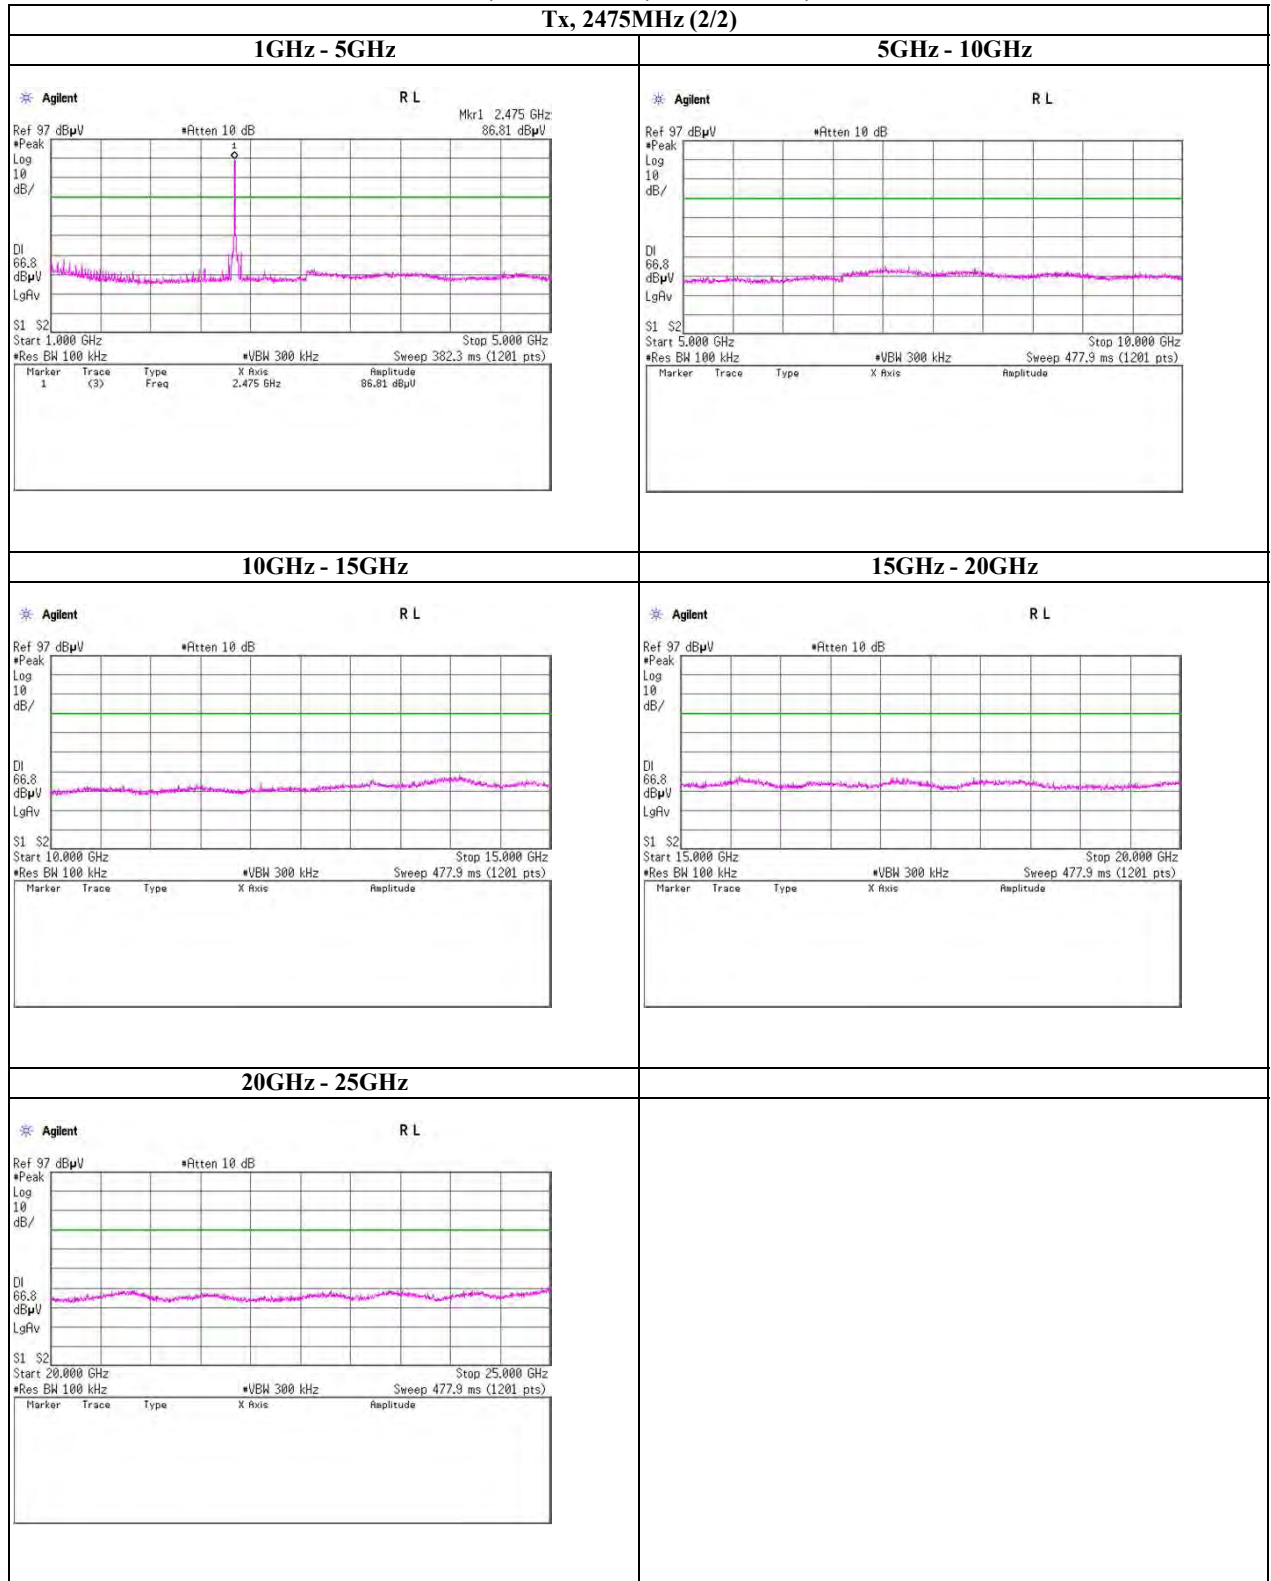 Tx, 2475MHz (2/2)
1GHz - 5GHz
Agilent R L
Mkr1 2.475 GHz
Ref 97 dBµV #Atten 10 dB 86.81 dBµV
#Peak
1
Log
10
dB/
DI
66.8
dBµV
LgAv
S1 S2
Start 1.000 GHz Stop 5.000 GHz
#Res BW 100 kHz #VBW 300 kHz Sweep 382.3 ms (1201 pts)
Marker Trace Type X Axis Amplitude
1 (3) Freq 2.475 GHz 86.81 dBµV
5GHz - 10GHz
Agilent R L
Ref 97 dBµV #Atten 10 dB
#Peak
Log
10
dB/
DI
66.8
dBµV
LgAv
S1 S2
Start 5.000 GHz Stop 10.000 GHz
#Res BW 100 kHz #VBW 300 kHz Sweep 477.9 ms (1201 pts)
Marker Trace Type X Axis Amplitude
10GHz - 15GHz
Agilent R L
Ref 97 dBµV #Atten 10 dB
#Peak
Log
10
dB/
DI
66.8
dBµV
LgAv
S1 S2
Start 10.000 GHz Stop 15.000 GHz
#Res BW 100 kHz #VBW 300 kHz Sweep 477.9 ms (1201 pts)
Marker Trace Type X Axis Amplitude
15GHz - 20GHz
Agilent R L
Ref 97 dBµV #Atten 10 dB
#Peak
Log
10
dB/
DI
66.8
dBµV
LgAv
S1 S2
Start 15.000 GHz Stop 20.000 GHz
#Res BW 100 kHz #VBW 300 kHz Sweep 477.9 ms (1201 pts)
Marker Trace Type X Axis Amplitude
20GHz - 25GHz
Agilent R L
Ref 97 dBµV #Atten 10 dB
#Peak
Log
10
dB/
DI
66.8
dBµV
LgAv
S1 S2
Start 20.000 GHz Stop 25.000 GHz
#Res BW 100 kHz #VBW 300 kHz Sweep 477.9 ms (1201 pts)
Marker Trace Type X Axis Amplitude